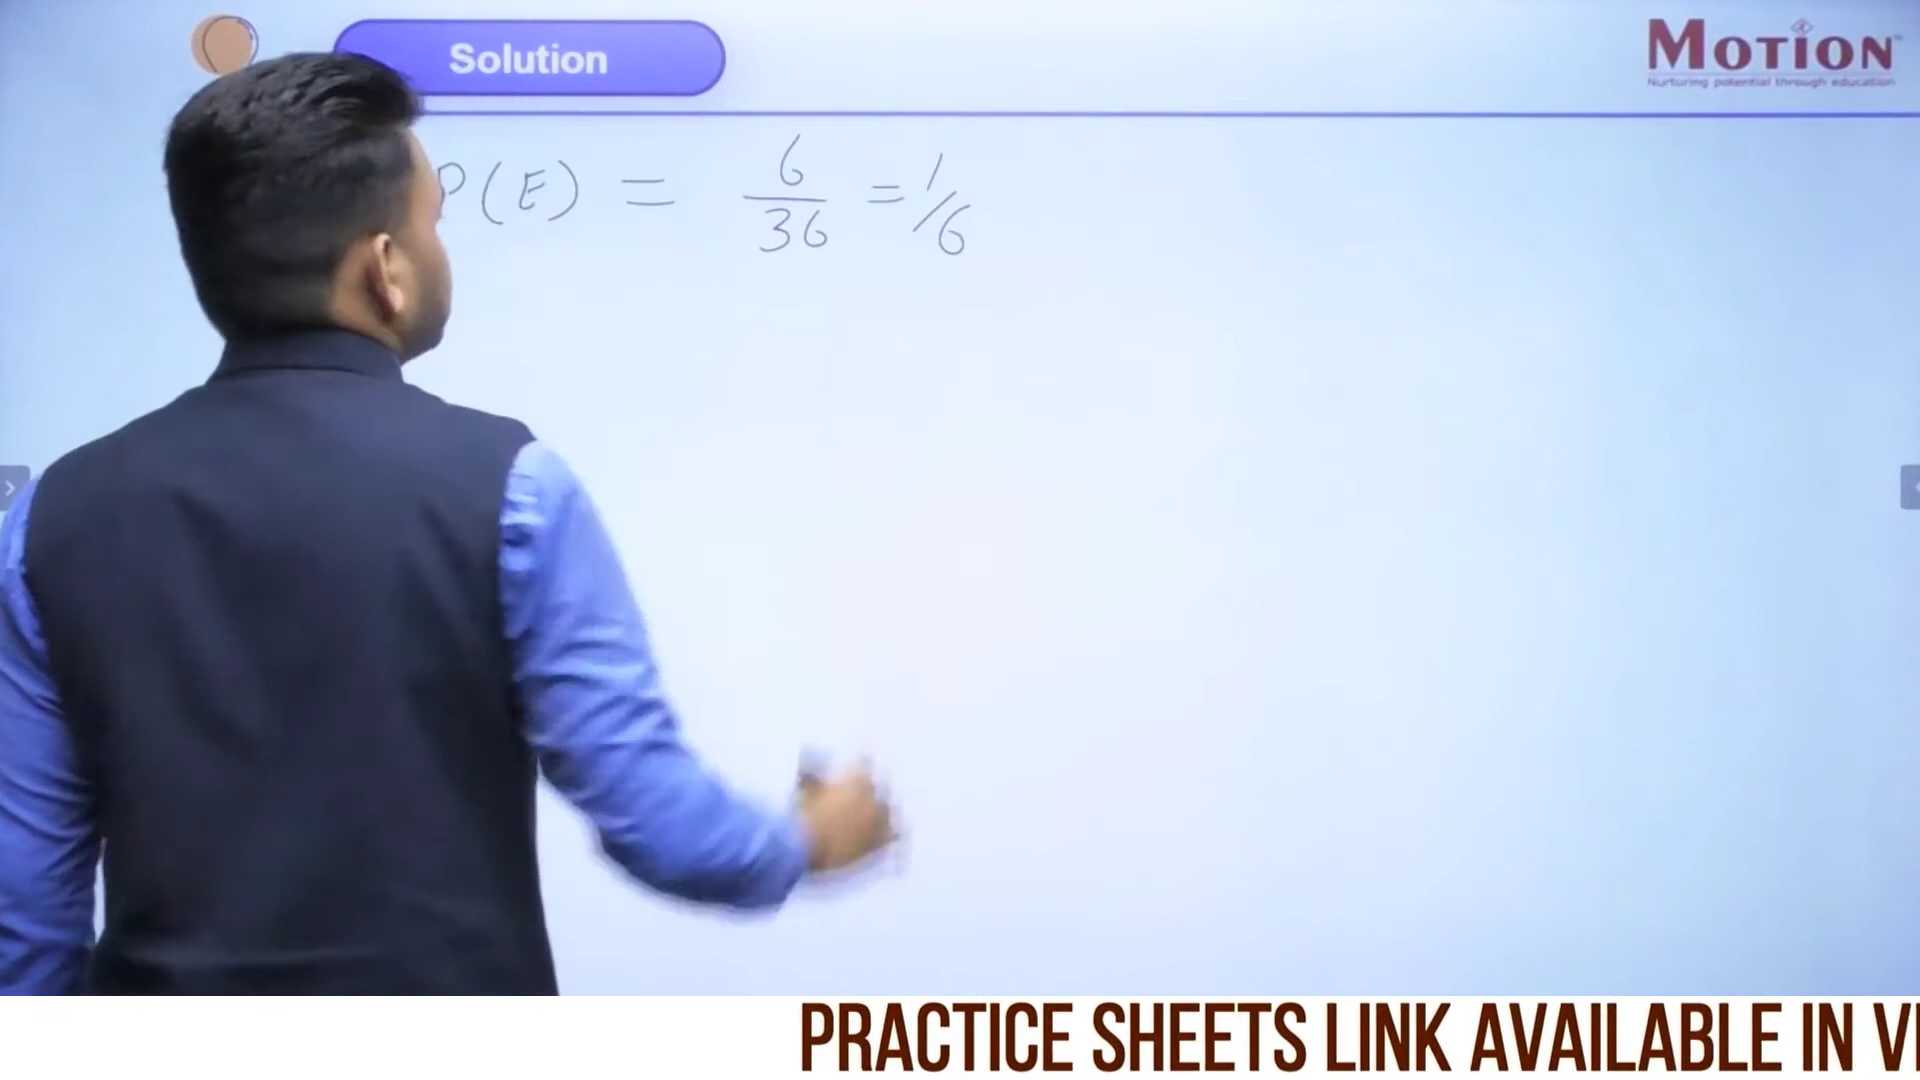 Solution
MOTION
Nurturing potential through education
P(E) = 6/36 = 1/6
PRACTICE SHEETS LINK AVAILABLE IN